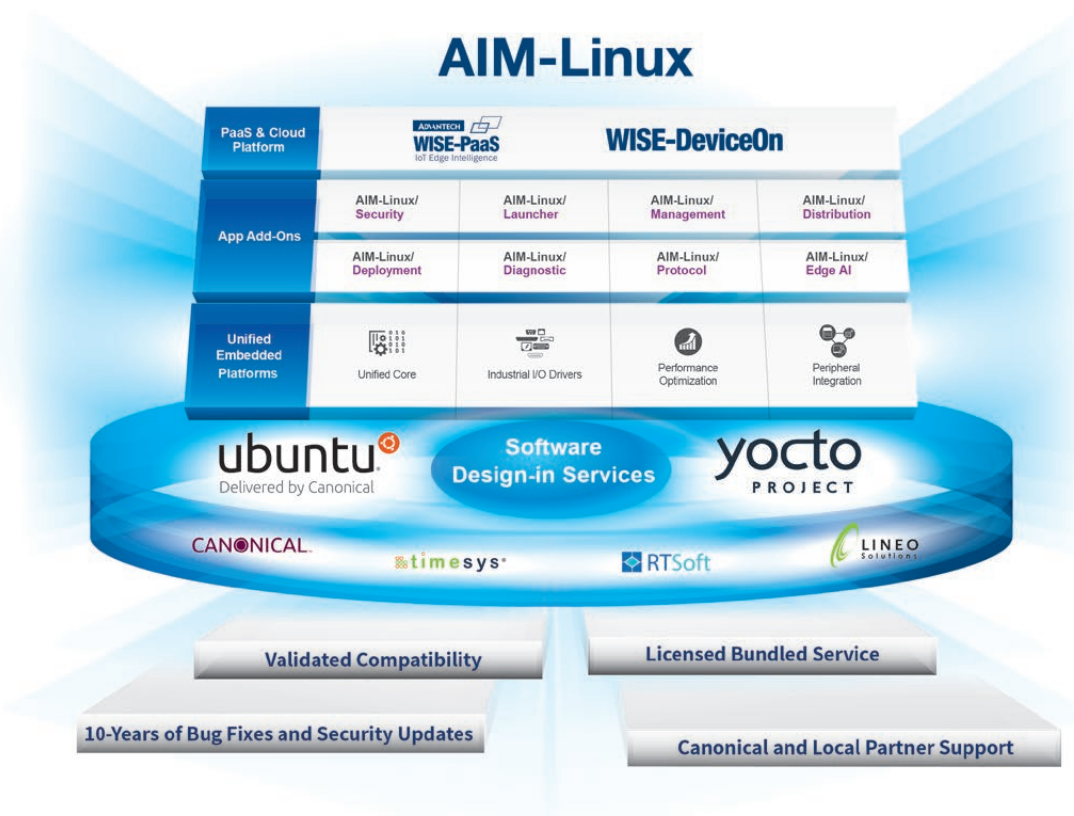 AIM-Linux
PaaS & Cloud
Platform
ADVANTECH
WISE-PaaS
IoT Edge Intelligence
WISE-DeviceOn
App Add-Ons
AIM-Linux/
Security
AIM-Linux/
Launcher
AIM-Linux/
Management
AIM-Linux/
Distribution
AIM-Linux/
Deployment
AIM-Linux/
Diagnostic
AIM-Linux/
Protocol
AIM-Linux/
Edge AI
Unified
Embedded
Platforms
010
101
010
101
Unified Core
Industrial I/O Drivers
Performance
Optimization
Peripheral
Integration
ubuntu
Delivered by Canonical
Software
Design-in Services
yocto
PROJECT
CANONICAL
timesys
RTSoft
LINEO
Solutions
Validated Compatibility
Licensed Bundled Service
10-Years of Bug Fixes and Security Updates
Canonical and Local Partner Support